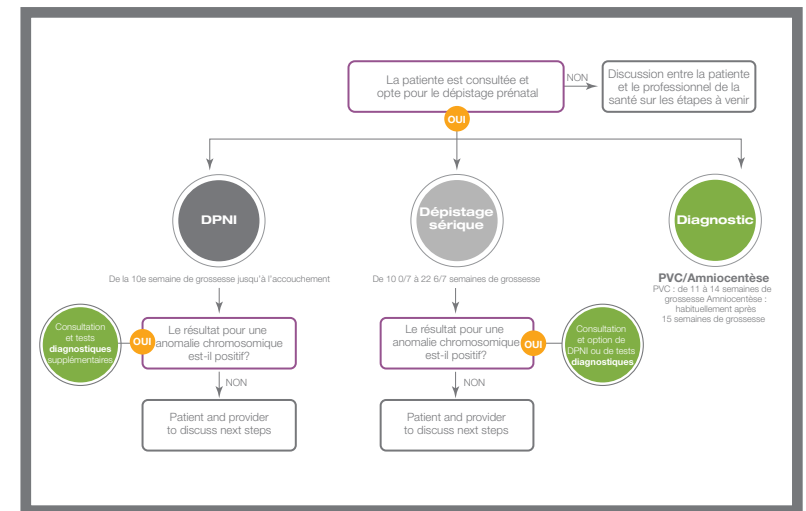 La patiente est consultée et
opte pour le dépistage prénatal
NON
Discussion entre la patiente
et le professionnel de la
santé sur les étapes à venir
OUI
DPNI
Dépistage
sérique
Diagnostic
De la 10e semaine de grossesse jusqu'à l'accouchement
De 10 0/7 à 22 6/7 semaines de grossesse
PVC/Amniocentèse
PVC : de 11 à 14 semaines de
grossesse Amniocentèse :
habituellement après
15 semaines de grossesse
Consultation
et tests
diagnostiques
supplémentaires
OUI
Le résultat pour une
anomalie chromosomique
est-il positif?
Le résultat pour une
anomalie chromosomique
est-il positif?
OUI
Consultation
et option de
DPNI ou de tests
diagnostiques
NON
NON
Patient and provider
to discuss next steps
Patient and provider
to discuss next steps